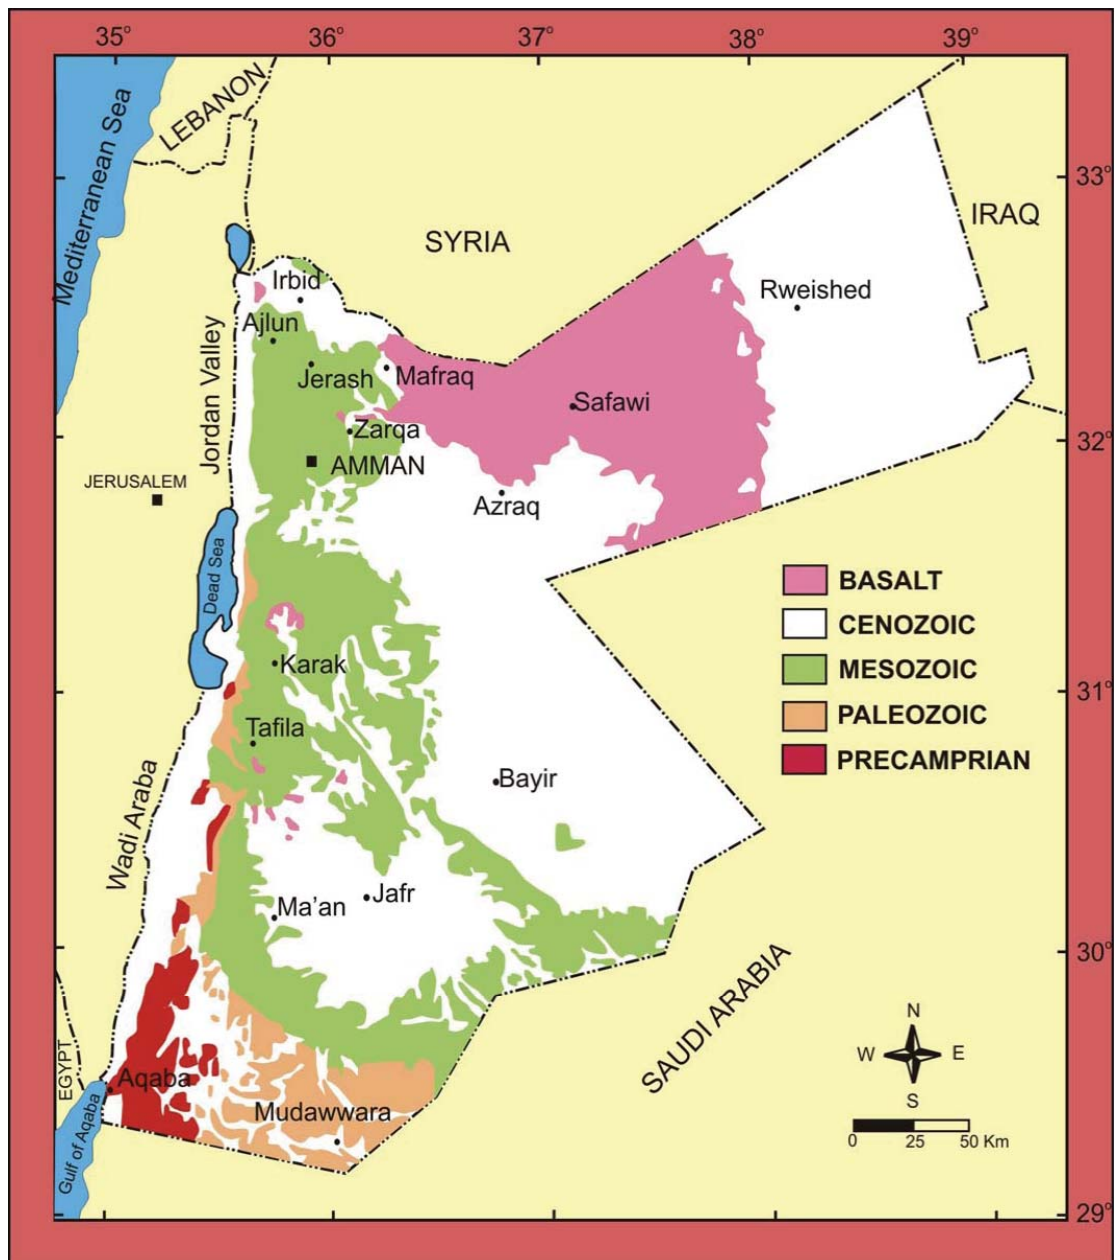 35° 36° 37° 38° 39°
Mediterranean Sea
LEBANON
33°
IRAQ
SYRIA
Irbid
Rweished
Ajlun
Jordan Valley
Jerash
Mafraq
Safawi
Zarqa
32°
AMMAN
JERUSALEM
Azraq
Dead Sea
BASALT
CENOZOIC
MESOZOIC
PALEOZOIC
PRECAMPRIAN
Karak
31°
Tafila
Bayir
Wadi Araba
Jafr
Ma'an
30°
SAUDI ARABIA
N
W E
S
EGYPT
Aqaba
Mudawwara
0 25 50 Km
Gulf of Aqaba
29°